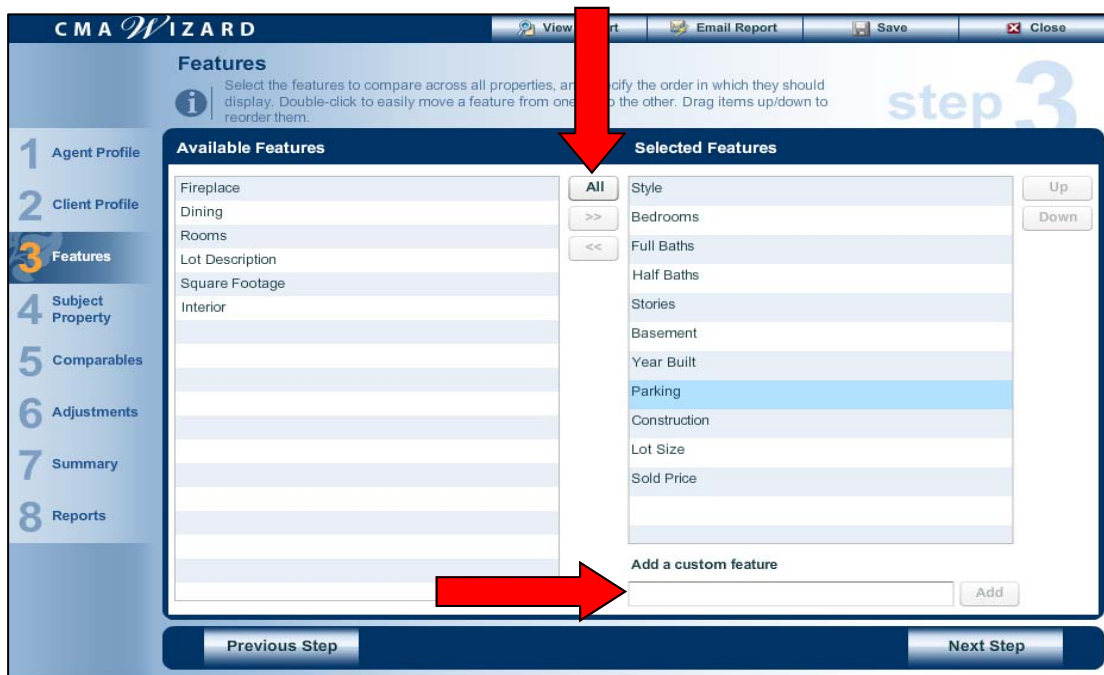 CMA WIZARD
View rt
Email Report
Save
Close
Features
Select the features to compare across all properties, an cify the order in which they should
display. Double-click to easily move a feature from one o the other. Drag items up/down to
reorder them.
step 3
1 Agent Profile
2 Client Profile
3 Features
4 Subject
Property
5 Comparables
6 Adjustments
7 Summary
8 Reports
Available Features
Fireplace
Dining
Rooms
Lot Description
Square Footage
Interior
All
>>
<<
Selected Features
Style
Bedrooms
Full Baths
Half Baths
Stories
Basement
Year Built
Parking
Construction
Lot Size
Sold Price
Up
Down
Add a custom feature
Add
Previous Step
Next Step